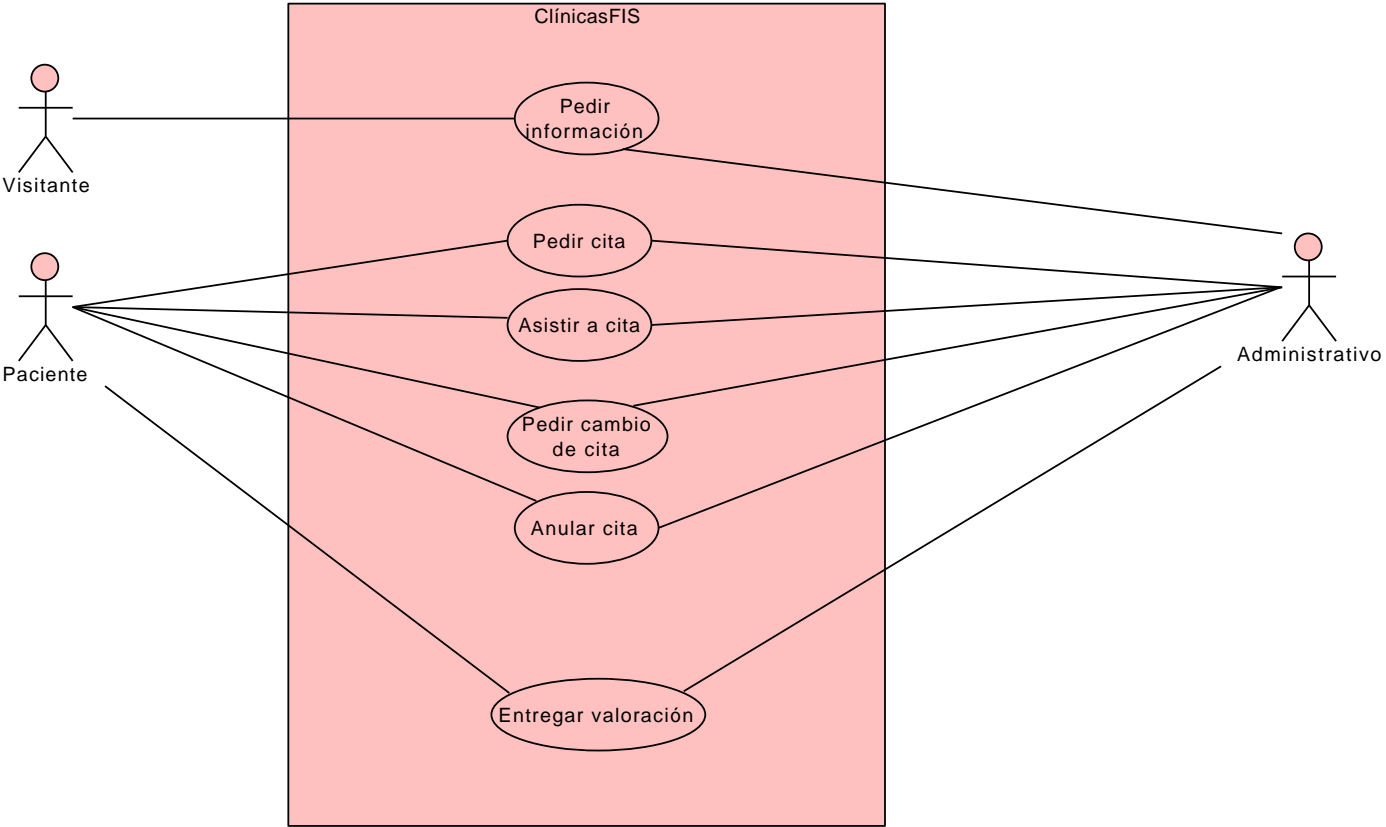 ClínicasFIS
Pedir
información
Visitante
Pedir cita
Asistir a cita
Administrativo
Paciente
Pedir cambio
de cita
Anular cita
Entregar valoración